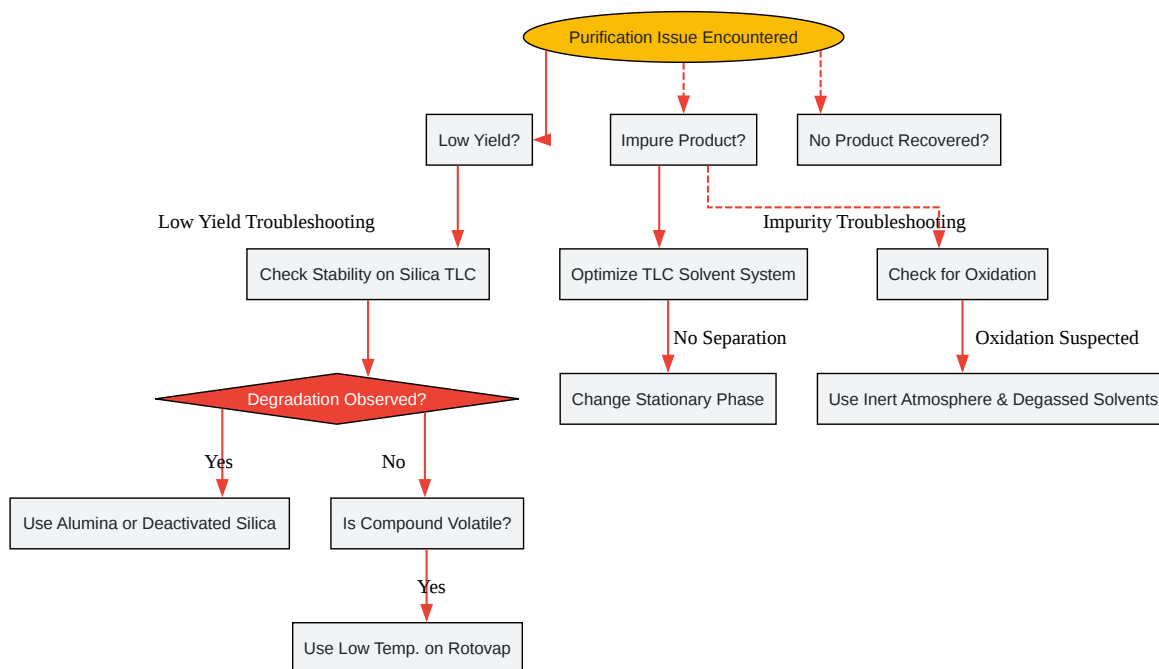 Purification Issue Encountered
Low Yield?
Impure Product?
No Product Recovered?
Low Yield Troubleshooting
Impurity Troubleshooting
Check Stability on Silica TLC
Optimize TLC Solvent System
Check for Oxidation
No Separation
Oxidation Suspected
Degradation Observed?
Change Stationary Phase
Use Inert Atmosphere & Degassed Solvents
Yes
No
Use Alumina or Deactivated Silica
Is Compound Volatile?
Yes
Use Low Temp. on Rotovap